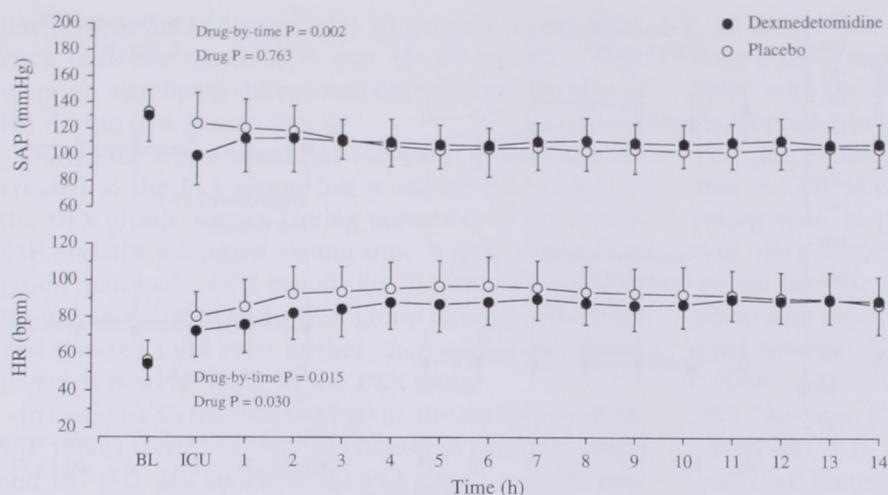 200
180
160
140
120
100
80
60
SAP (mmHg)
Drug-by-time P = 0.002
Drug P = 0.763
Dexmedetomidine
Placebo
120
100
80
60
40
20
HR (bpm)
Drug-by-time P = 0.015
Drug P = 0.030
BL ICU 1 2 3 4 5 6 7 8 9 10 11 12 13 14
Time (h)